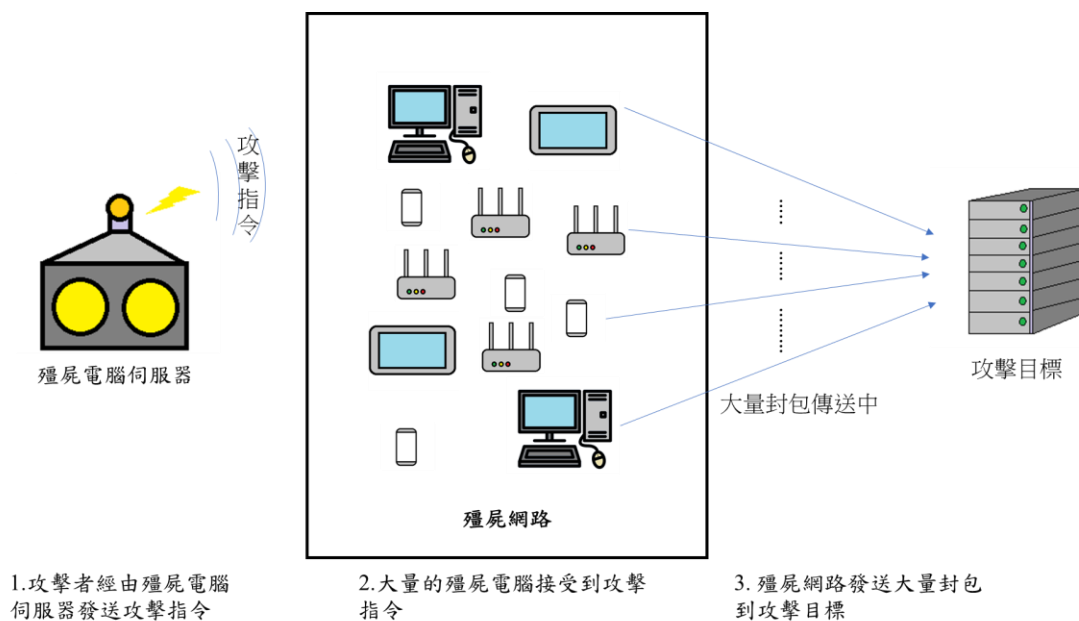 攻擊指令
殭屍電腦伺服器
攻擊目標
大量封包傳送中
殭屍網路
1.攻擊者經由殭屍電腦
伺服器發送攻擊指令
2.大量的殭屍電腦接受到攻擊
指令
3. 殭屍網路發送大量封包
到攻擊目標